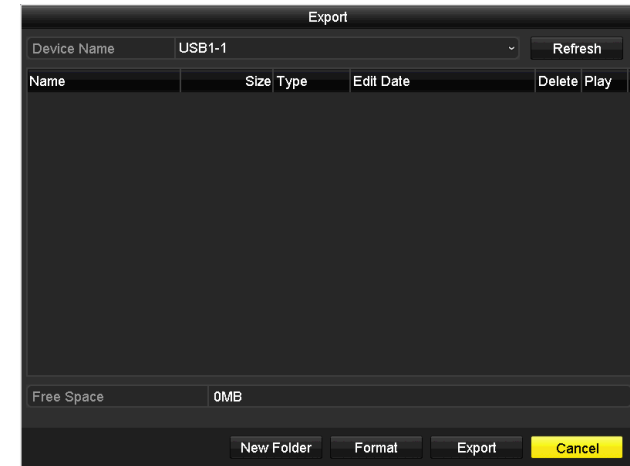 Export
Device Name USB1-1 Refresh
Name Size Type Edit Date Delete Play
Free Space 0MB
New Folder Format Export Cancel